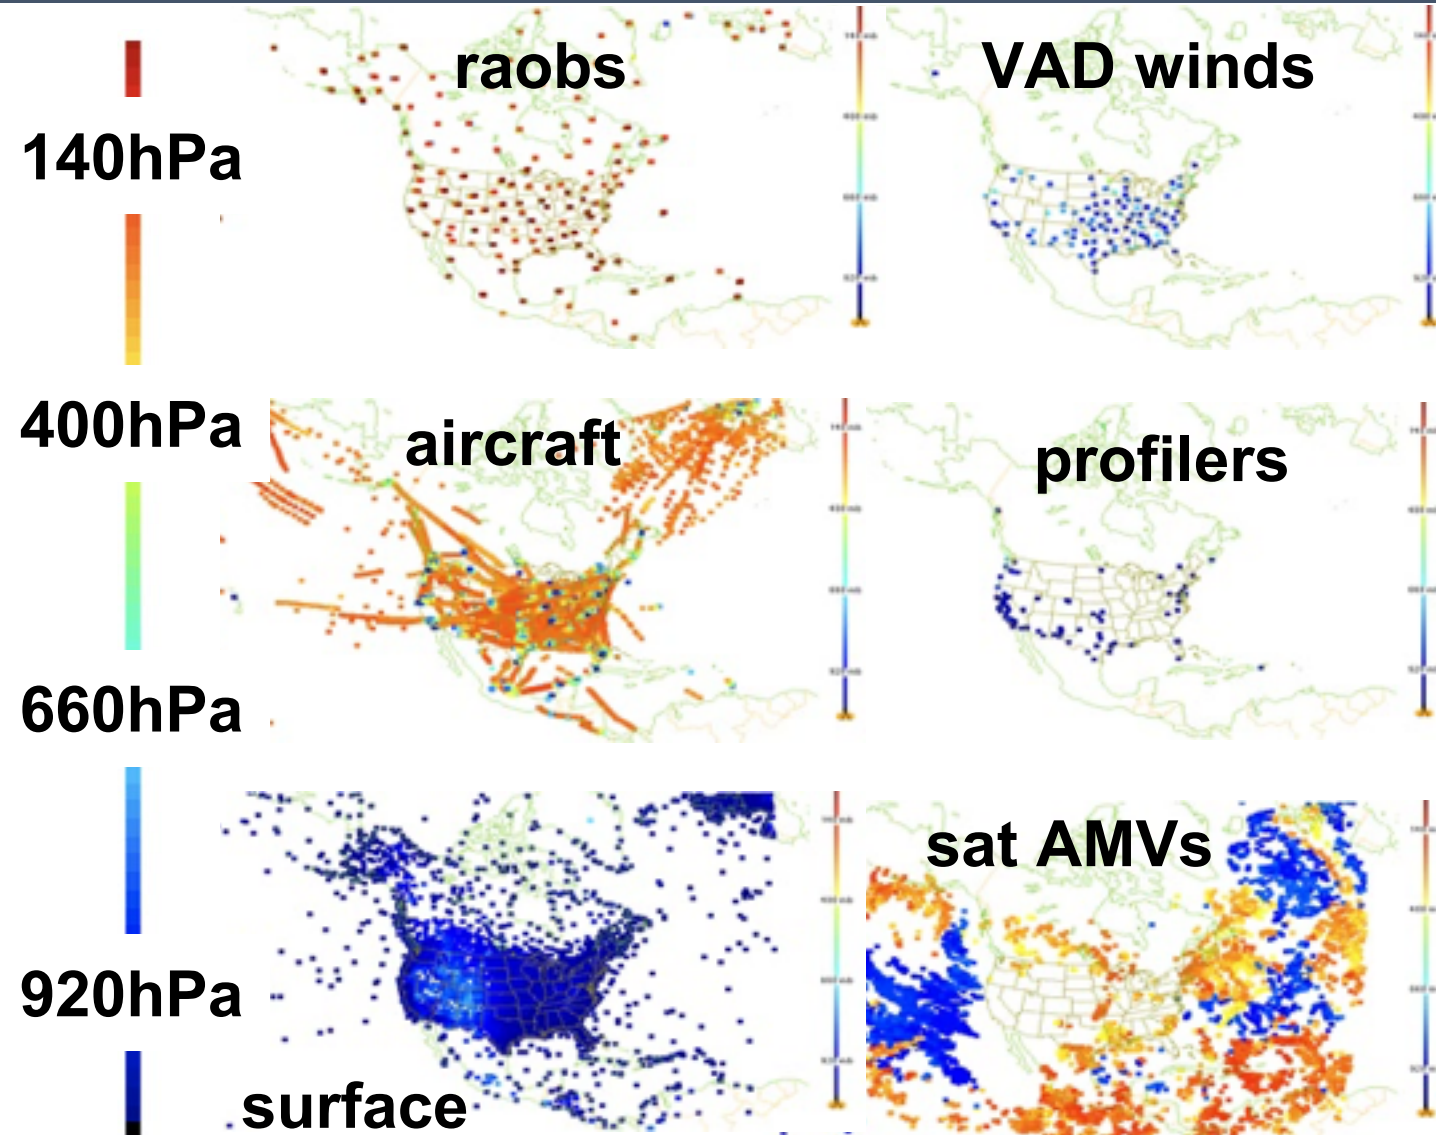 raobs
VAD winds
140hPa
400hPa
aircraft
profilers
660hPa
sat AMVs
920hPa
surface